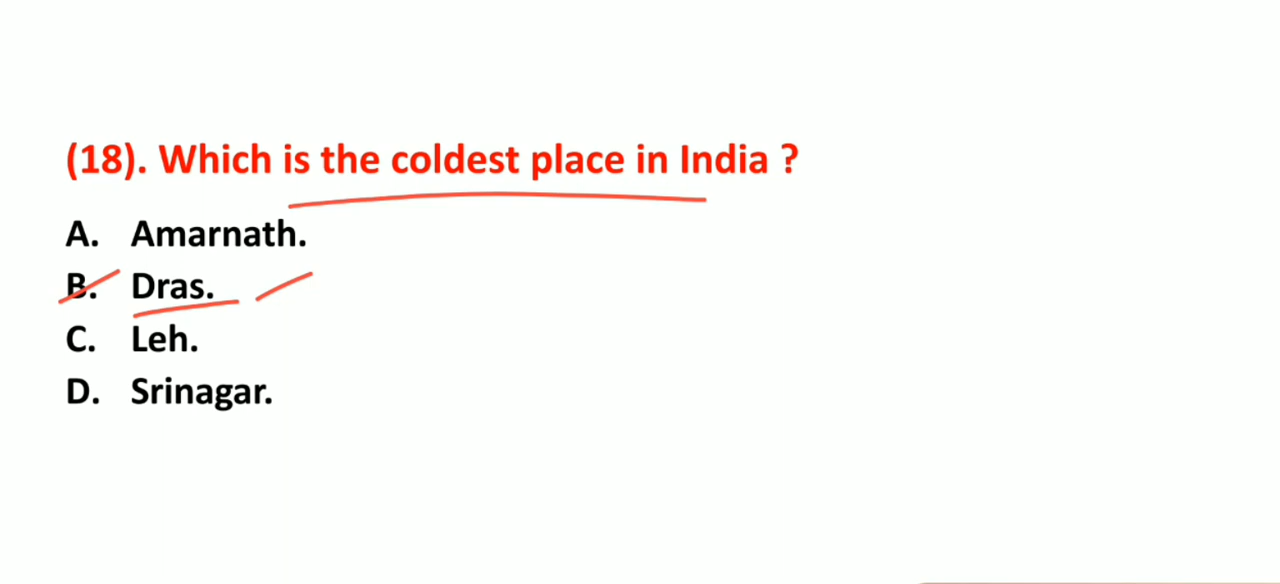 (18). Which is the coldest place in India ?
A. Amarnath.
B. Dras.
C. Leh.
D. Srinagar.